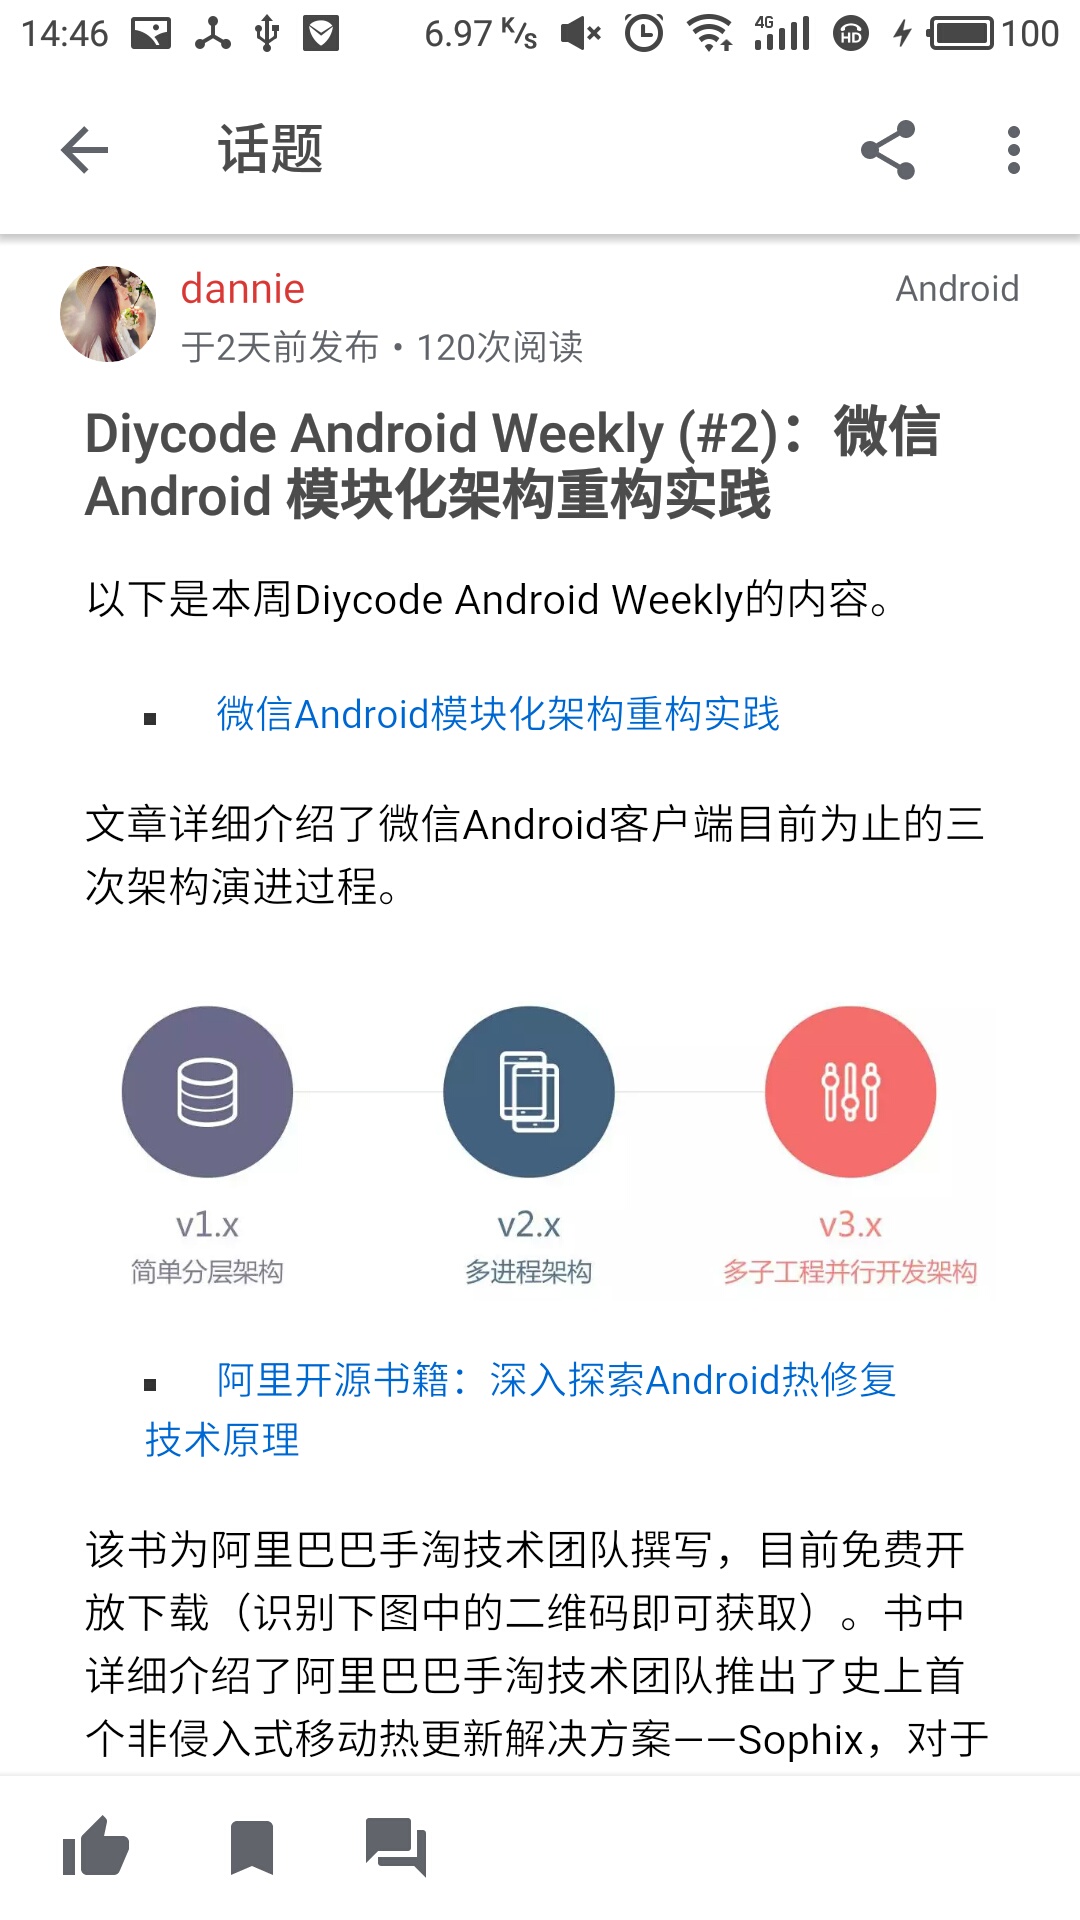 14:46 6.97 K/s 4G HD 100
话题
dannie
Android
于2天前发布 • 120次阅读
Diycode Android Weekly (#2)：微信
Android 模块化架构重构实践
以下是本周Diycode Android Weekly的内容。
微信Android模块化架构重构实践
文章详细介绍了微信Android客户端目前为止的三
次架构演进过程。
v1.x v2.x v3.x
简单分层架构 多进程架构 多子工程并行开发架构
阿里开源书籍：深入探索Android热修复
技术原理
该书为阿里巴巴手淘技术团队撰写，目前免费开
放下载（识别下图中的二维码即可获取）。书中
详细介绍了阿里巴巴手淘技术团队推出了史上首
个非侵入式移动热更新解决方案——Sophix，对于